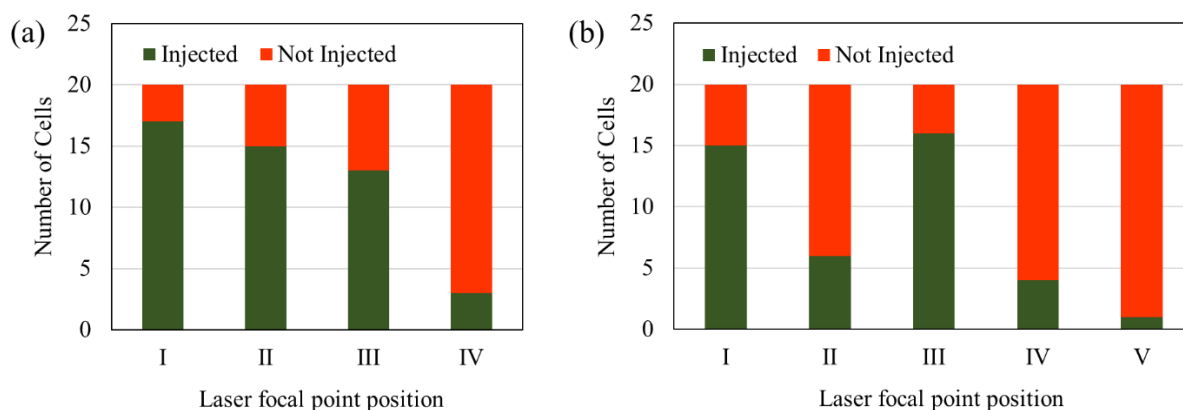 (a)
25
Injected Not Injected
20
15
10
5
0
Number of Cells
I II III IV
Laser focal point position
(b)
25
Injected Not Injected
20
15
10
5
0
Number of Cells
I II III IV V
Laser focal point position